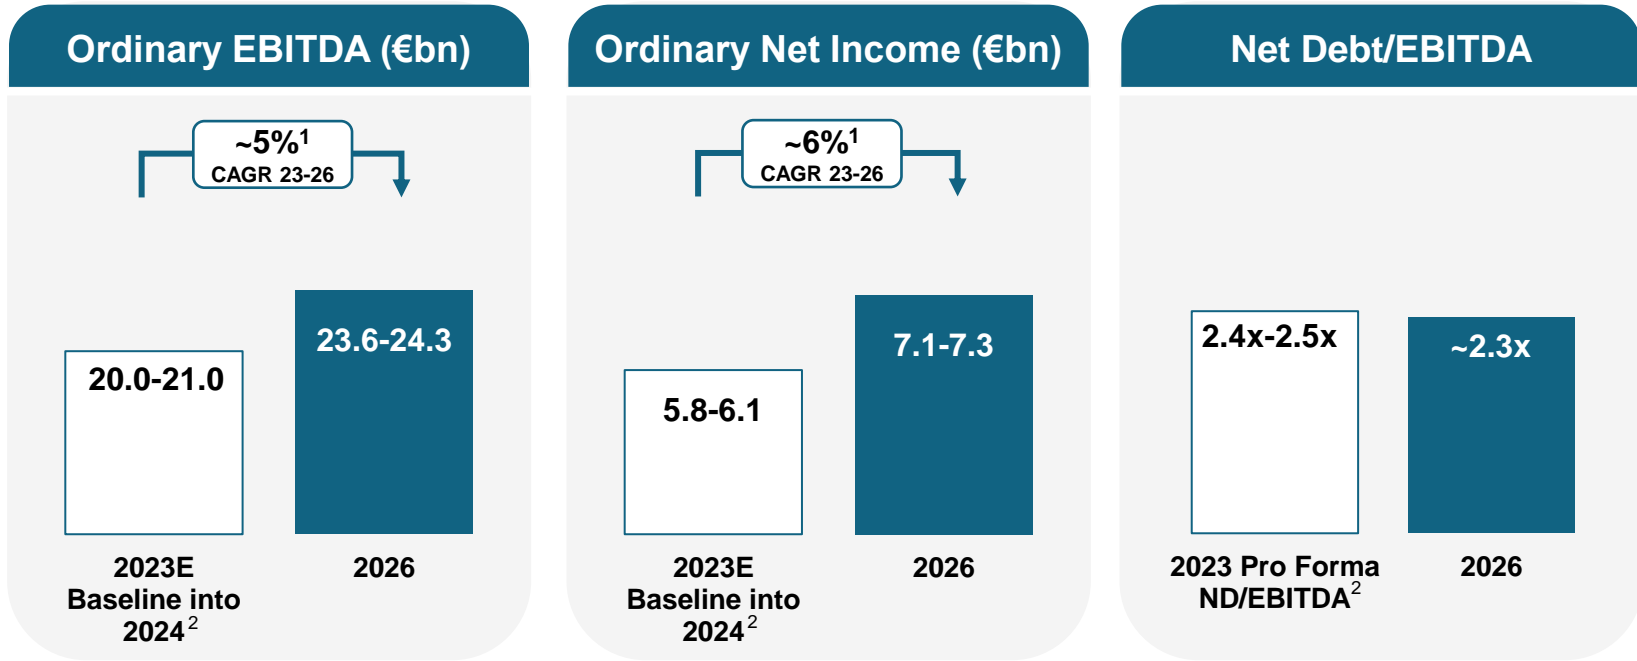 Ordinary EBITDA (€bn)
~5%¹
CAGR 23-26
20.0-21.0
23.6-24.3
2023E
Baseline into
2024²
2026
Ordinary Net Income (€bn)
~6%¹
CAGR 23-26
5.8-6.1
7.1-7.3
2023E
Baseline into
2024²
2026
Net Debt/EBITDA
2.4x-2.5x
~2.3x
2023 Pro Forma
ND/EBITDA²
2026